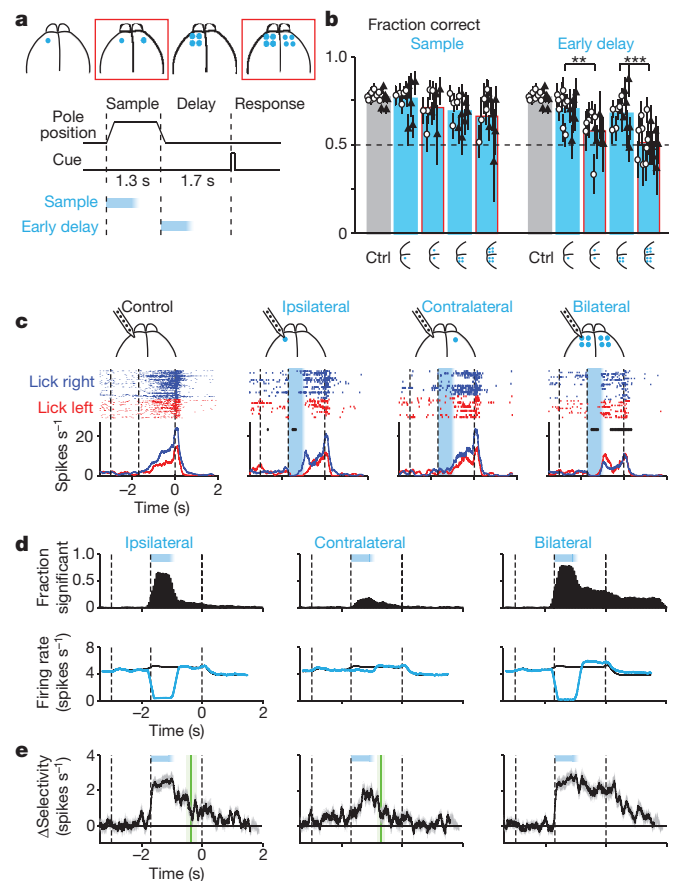 a
Sample Delay Response
Pole
position
Cue
1.3 s 1.7 s
Sample
Early delay
b
Fraction correct
Sample Early delay
** ***
1.0
0.5
0
Ctrl Ctrl
c
Control Ipsilateral Contralateral Bilateral
Lick right
Lick left
Spikes s–1
20
0
–2 0 2
Time (s)
d
Ipsilateral Contralateral Bilateral
Fraction
significant
1.0
0.5
0
Firing rate
(spikes s–1)
8
4
0
–2 0 2
Time (s)
e
ΔSelectivity
(spikes s–1)
4
2
0
–2 0 2
Time (s)